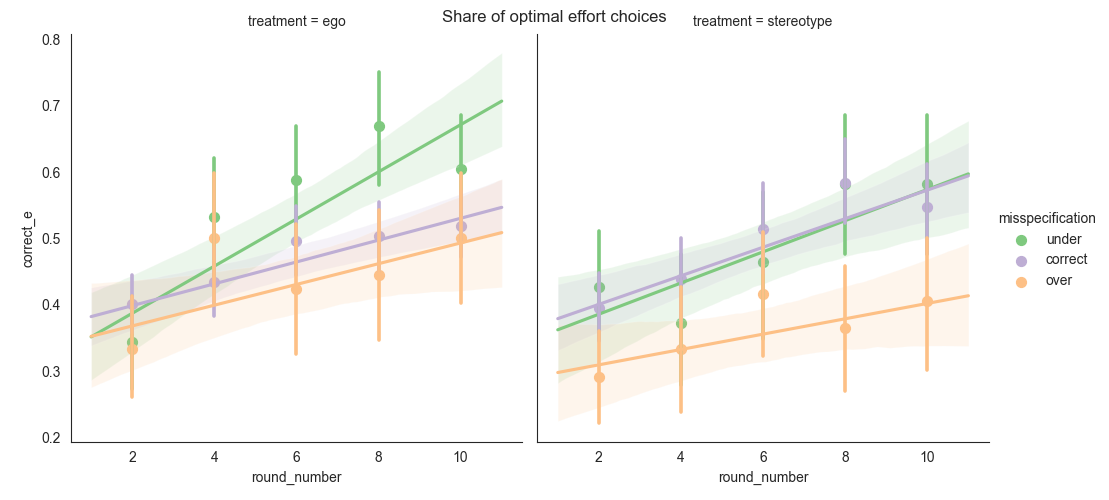 Share of optimal effort choices
treatment = ego
treatment = stereotype
correct_e
0.8
0.7
0.6
0.5
0.4
0.3
0.2
2 4 6 8 10
2 4 6 8 10
round_number
round_number
misspecification
under
correct
over